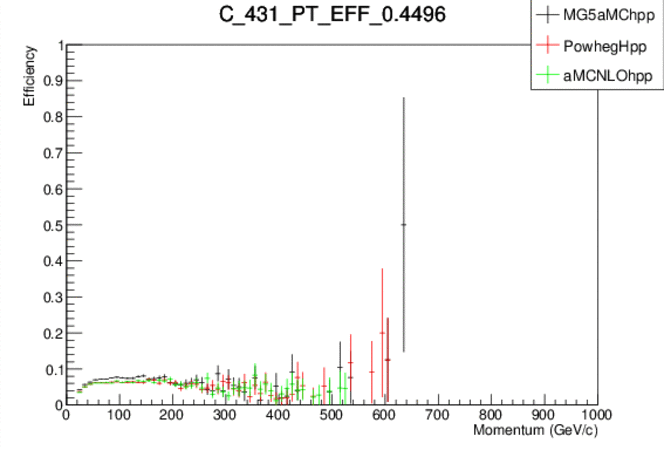 C_431_PT_EFF_0.4496
MG5aMChpp
PowhegHpp
aMCNLOhpp
Efficiency
1
0.9
0.8
0.7
0.6
0.5
0.4
0.3
0.2
0.1
0
0 100 200 300 400 500 600 700 800 900 1000
Momentum (GeV/c)